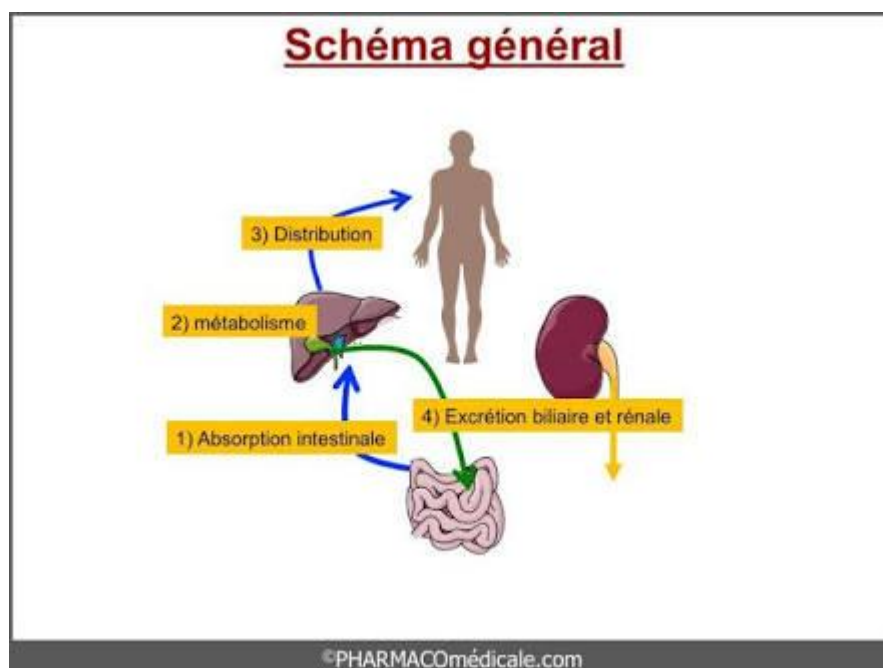 Schéma général
3) Distribution
2) métabolisme
4) Excrétion biliaire et rénale
1) Absorption intestinale
©PHARMACOmédicale.com